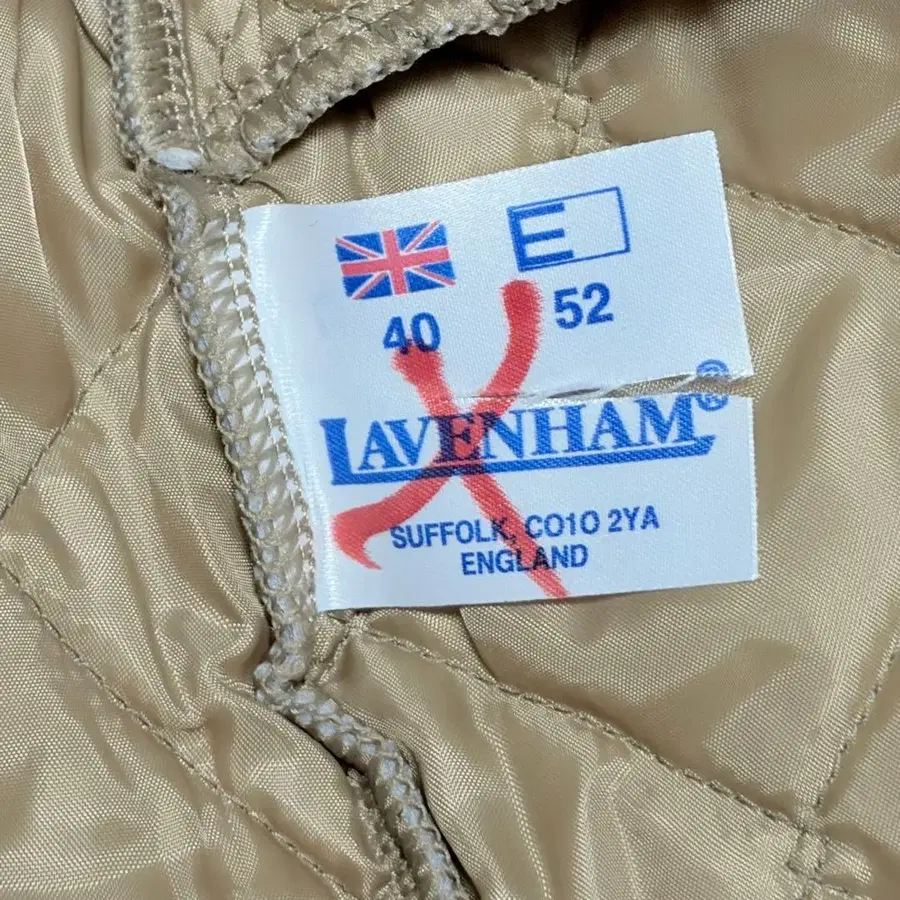 E
40 52
LAVENHAM®
SUFFOLK, CO10 2YA
ENGLAND